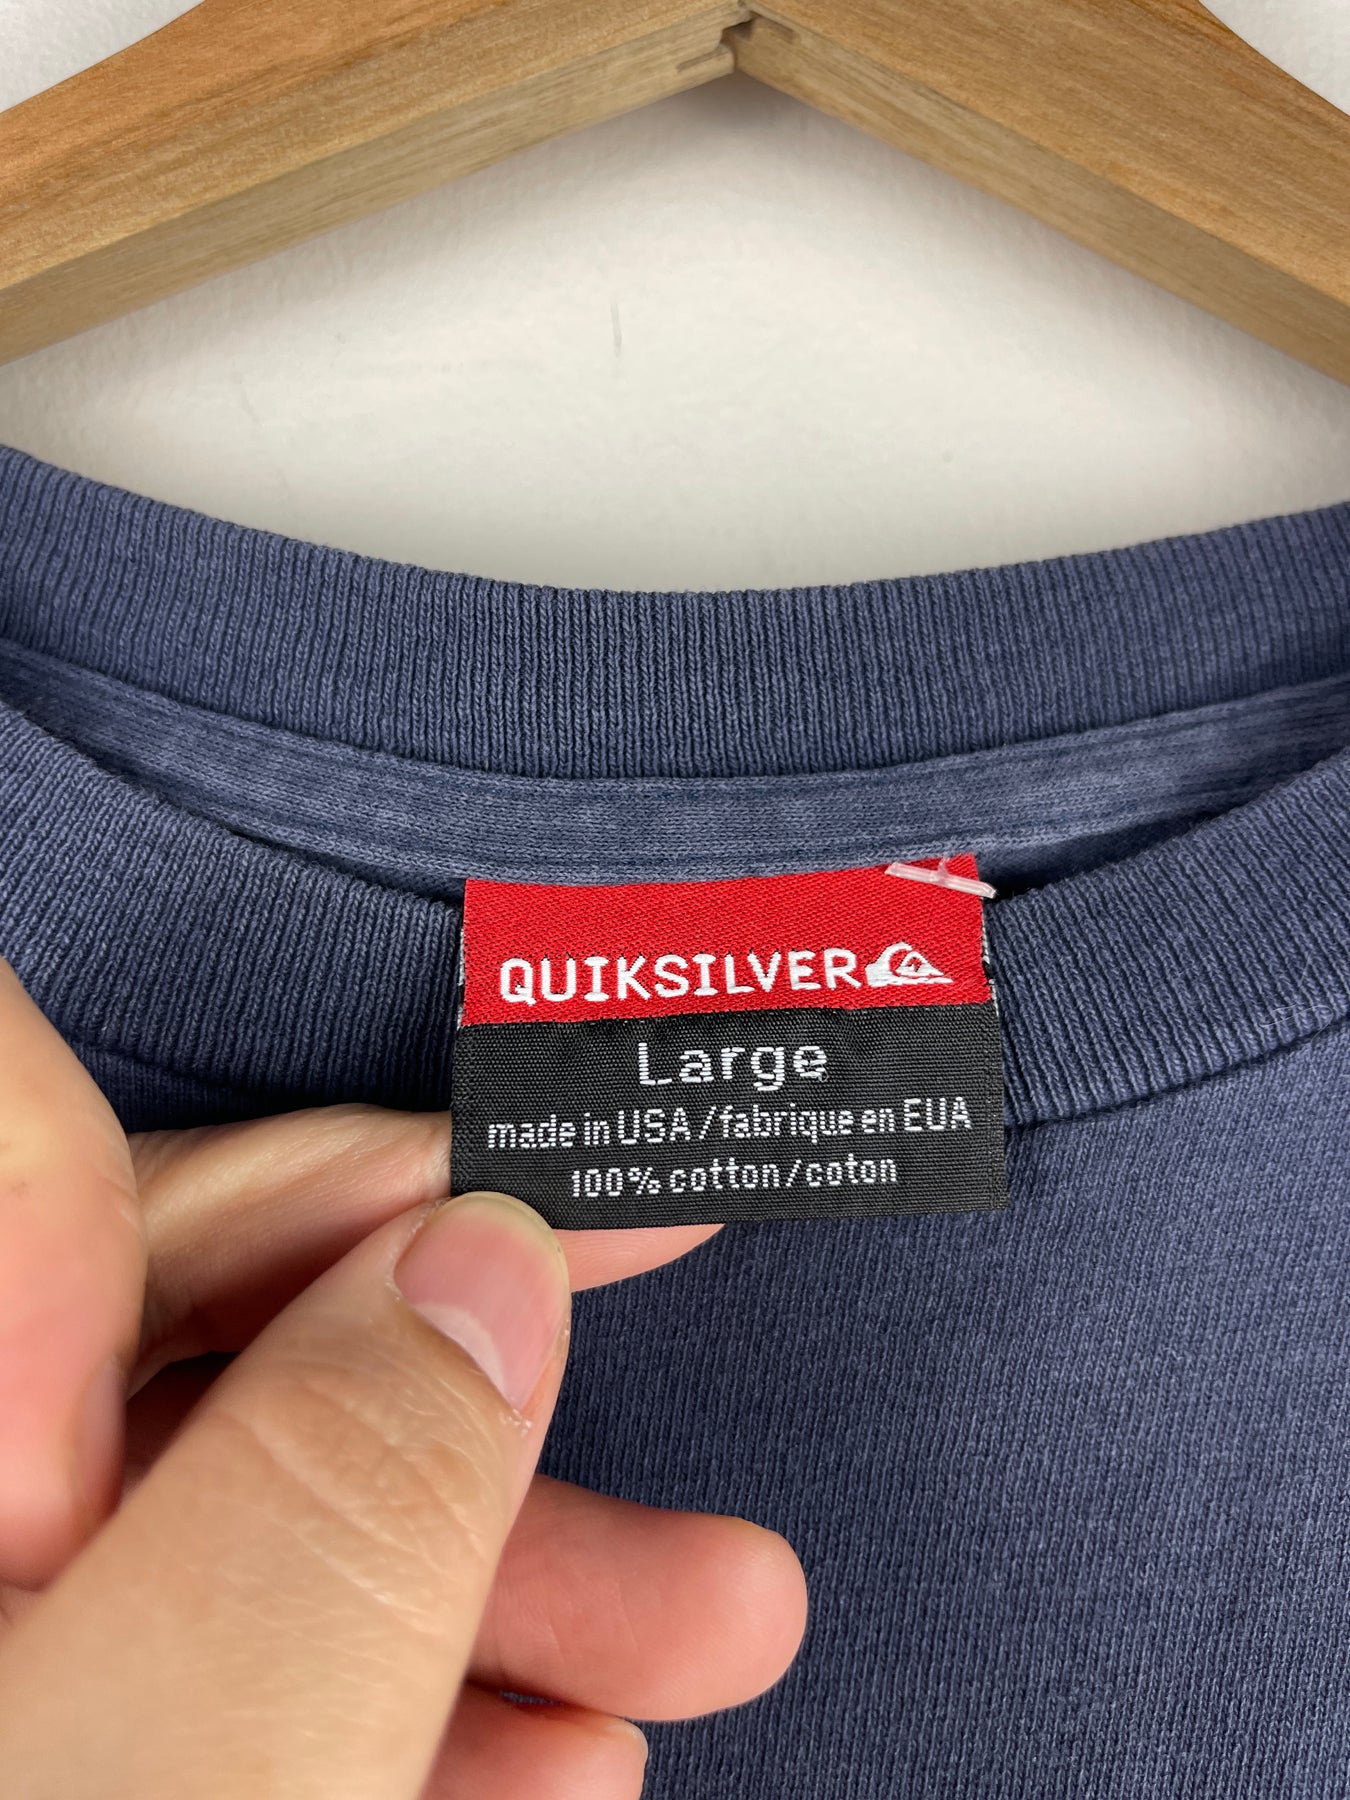 QUIKSILVER
Large
made in USA/fabrique en EUA
100% cotton/coton